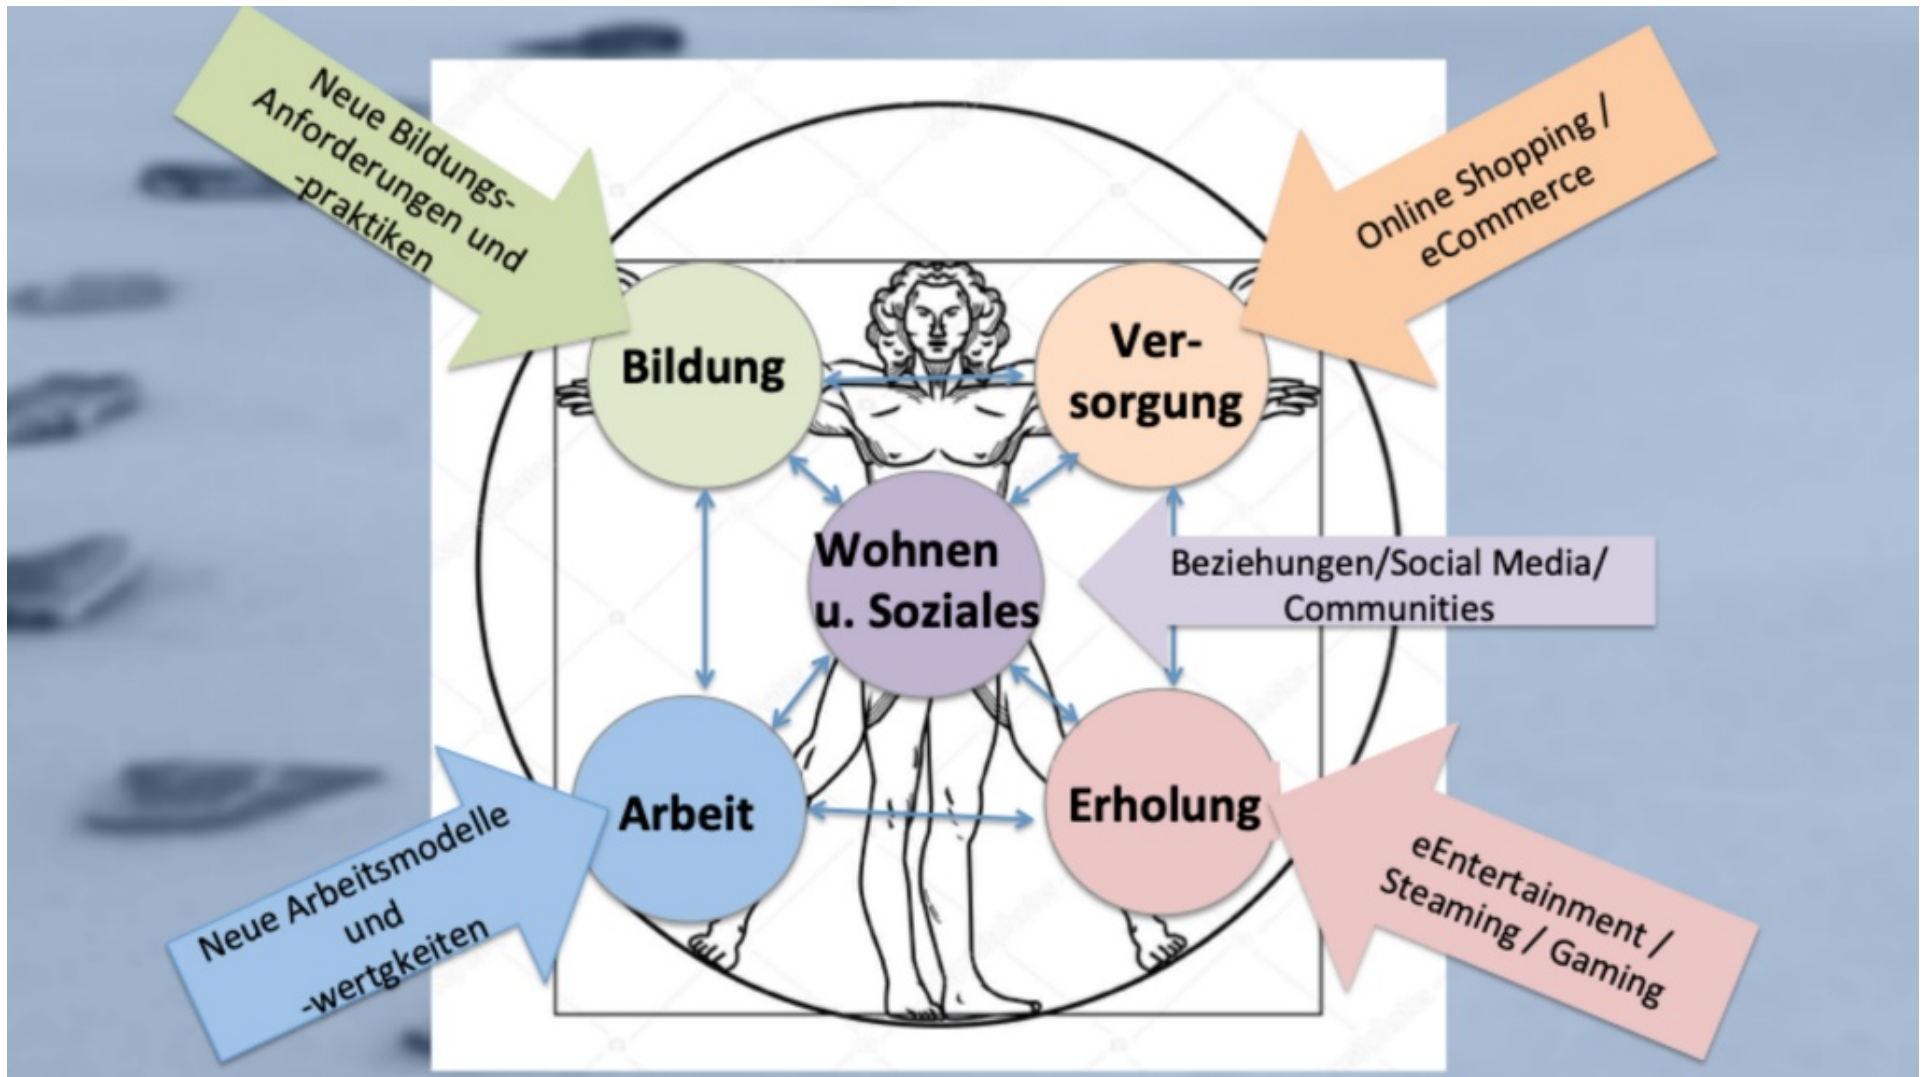 Neue Bildungs-
Anforderungen und
-praktiken
Online Shopping /
eCommerce
Bildung
Ver-
sorgung
Wohnen
u. Soziales
Beziehungen/Social Media/
Communities
Arbeit
Erholung
Neue Arbeitsmodelle
und
-wertgkeiten
eEntertainment /
Steaming / Gaming